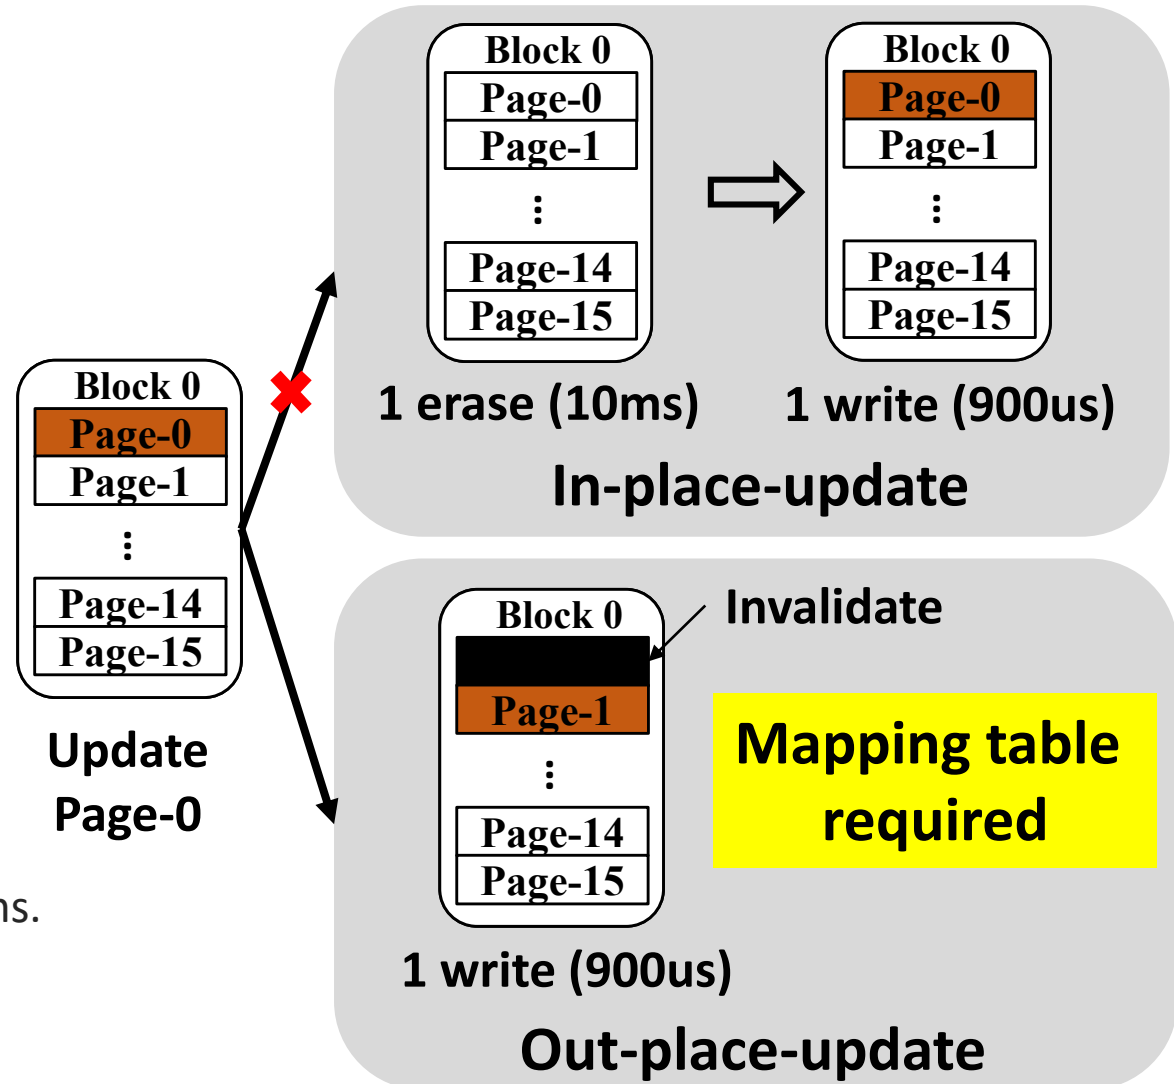 Block 0
Page-0
Page-1
...
Page-14
Page-15
1 erase (10ms)
Block 0
Page-0
Page-1
...
Page-14
Page-15
1 write (900us)
In-place-update
Block 0
Page-0
Page-1
...
Page-14
Page-15
Update
Page-0
ns.
Block 0
Page-1
...
Page-14
Page-15
Invalidate
Mapping table
required
1 write (900us)
Out-place-update